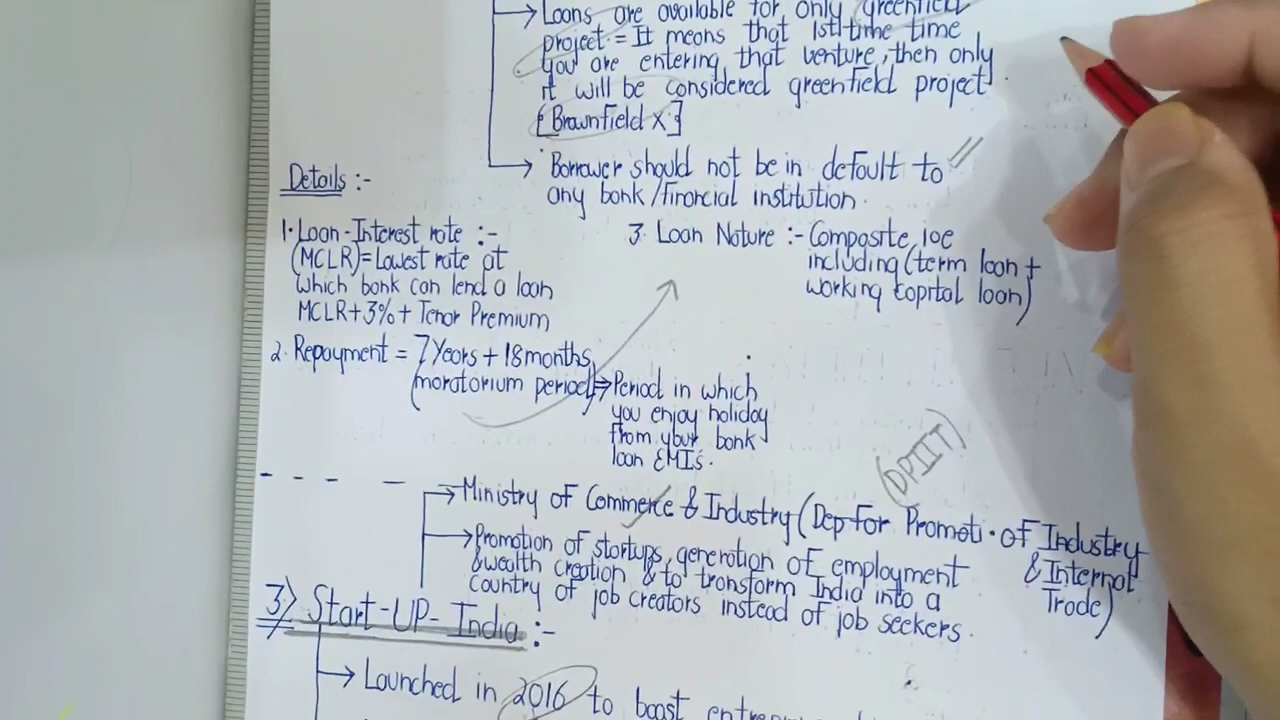 → Loans are available for only greenfield
project = It means that 1st time time
you are entering that venture, then only
it will be considered greenfield project
[Brownfield x]
→ Borrower should not be in default to
any bank/financial institution.
Details :-
1. Loan-Interest rate :-
(MCLR) = Lowest rate at
which bank can lend a loan
MCLR+3%+ Tenor Premium
2. Repayment = 7 Years + 18 months
(moratorium period) ⇒ Period in which
you enjoy holiday
from your bank
loan EMIs.
3. Loan Nature :- Composite, ioe
including (term loan +
working capital loan)
(DPIIT)
→ Ministry of Commerce & Industry (Dep for Promoti. of Industry
& Internat
Trade)
→ Promotion of startups, generation of employment
& wealth creation & to transform India into a
country of job creators instead of job seekers.
3) Start-UP-India :-
→ Launched in 2016 to boost